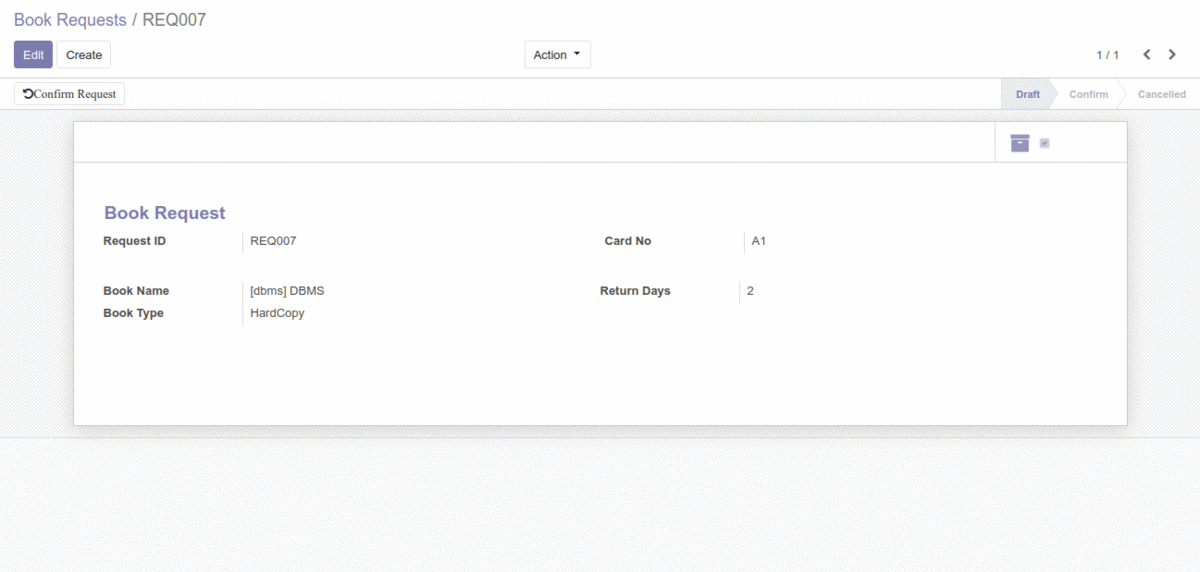 Book Requests / REQ007
Edit Create Action 1 / 1
Confirm Request Draft Confirm Cancelled
Book Request
Request ID REQ007 Card No A1
Book Name [dbms] DBMS Return Days 2
Book Type HardCopy